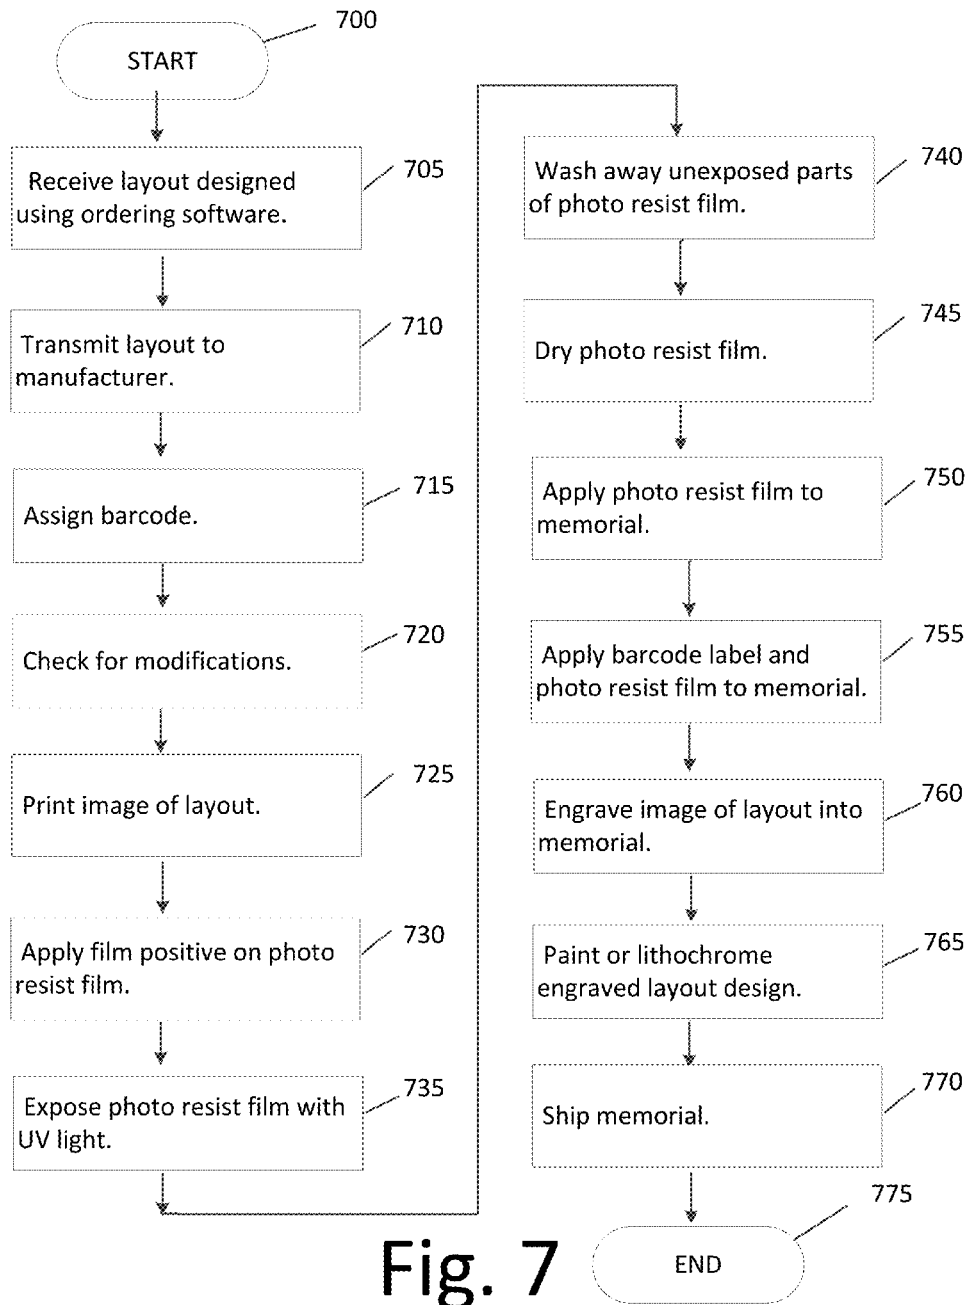 700
START
705
Receive layout designed
using ordering software.
710
Transmit layout to
manufacturer.
715
Assign barcode.
720
Check for modifications.
725
Print image of layout.
730
Apply film positive on photo
resist film.
735
Expose photo resist film with
UV light.
740
Wash away unexposed parts
of photo resist film.
745
Dry photo resist film.
750
Apply photo resist film to
memorial.
755
Apply barcode label and
photo resist film to memorial.
760
Engrave image of layout into
memorial.
765
Paint or lithochrome
engraved layout design.
770
Ship memorial.
775
END
Fig. 7